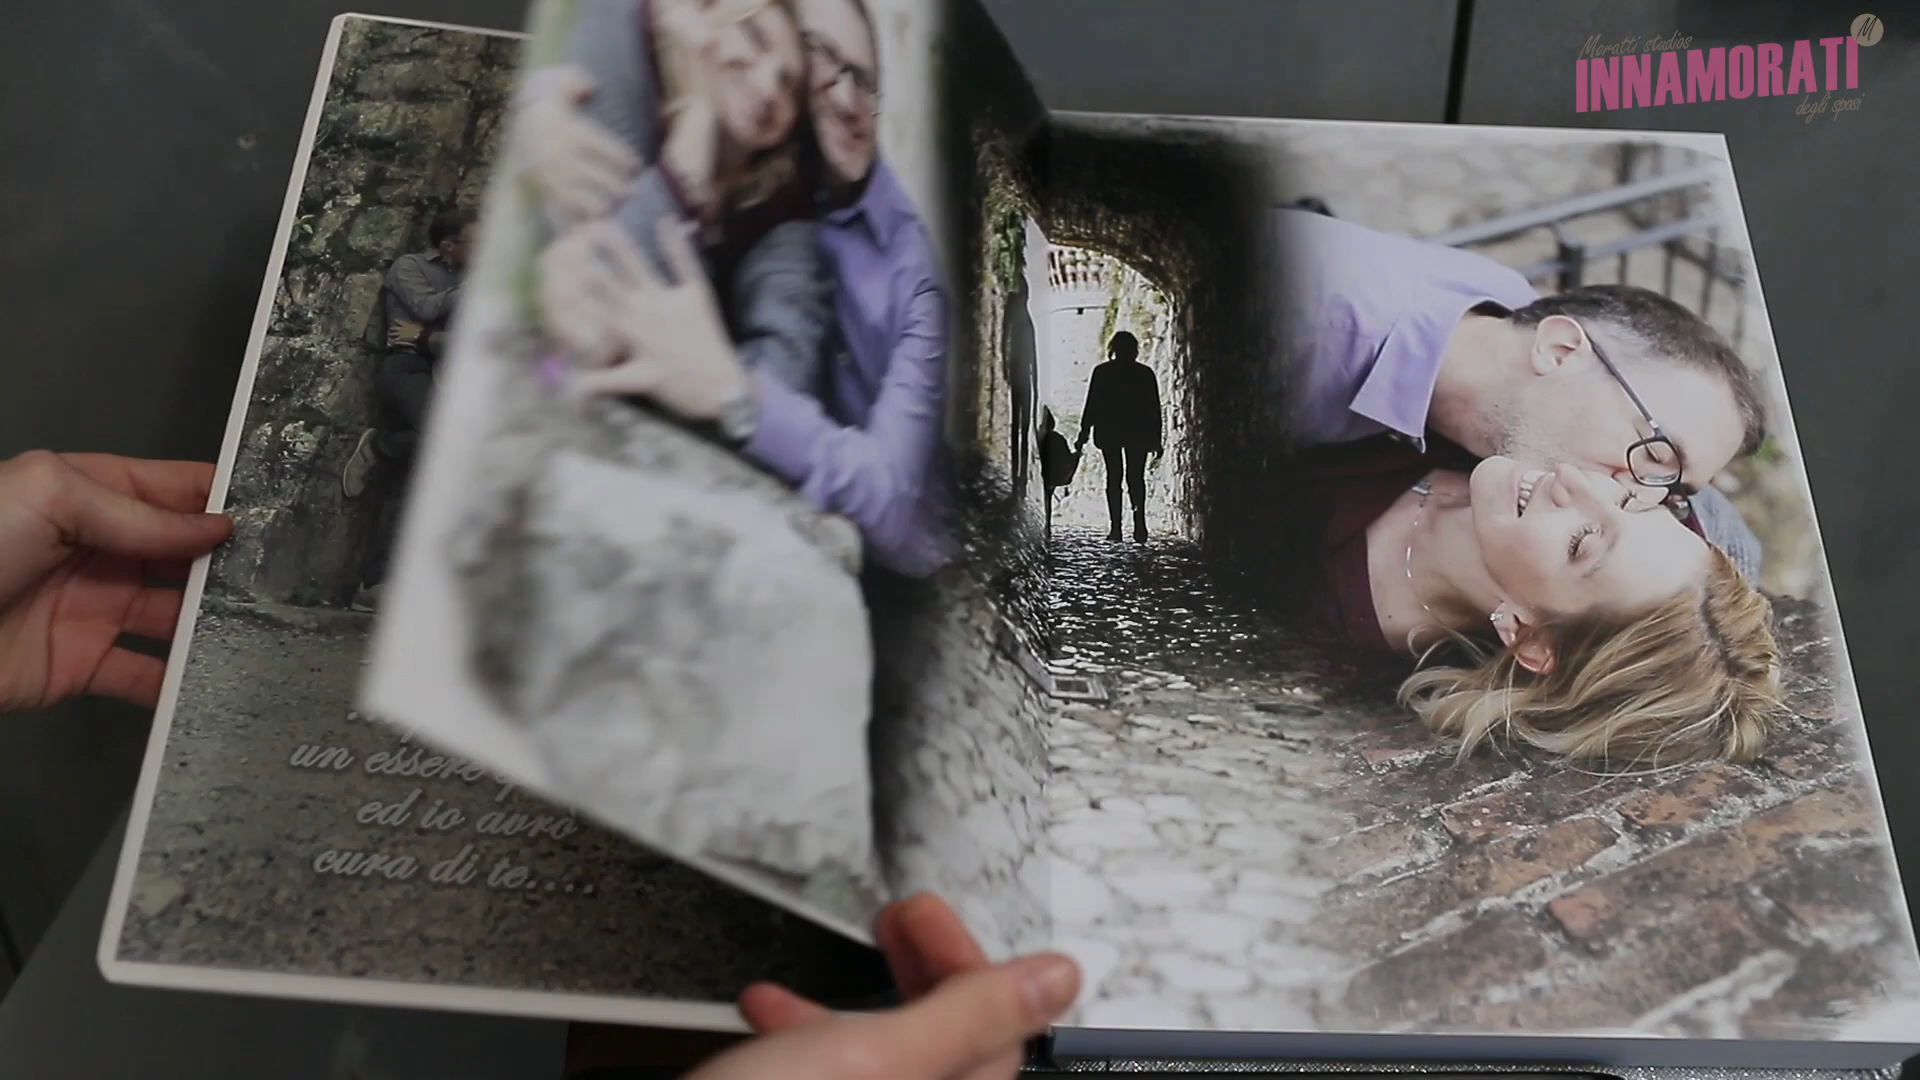 Moratti studios
M
INNAMORATI
degli sposi
un essere
ed io avrò
cura di te....